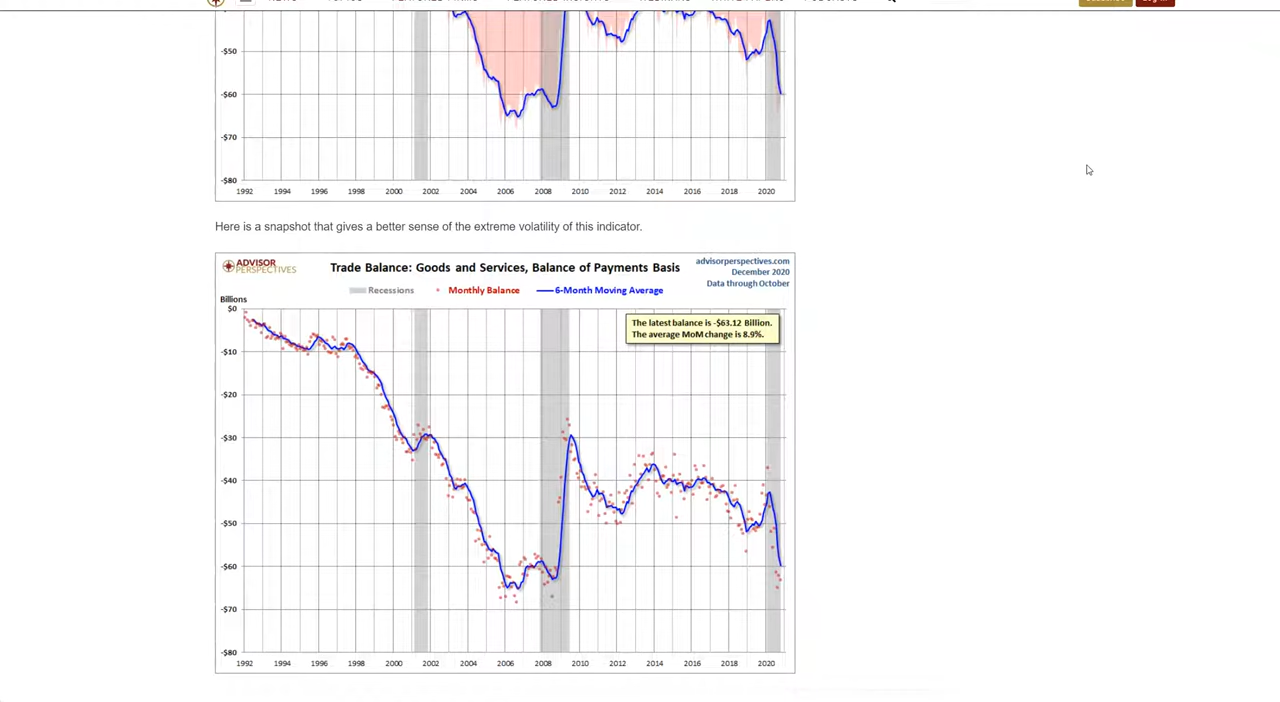 -$50
-$60
-$70
-$80
1992 1994 1996 1998 2000 2002 2004 2006 2008 2010 2012 2014 2016 2018 2020
Here is a snapshot that gives a better sense of the extreme volatility of this indicator.
ADVISOR
PERSPECTIVES
Trade Balance: Goods and Services, Balance of Payments Basis
advisorperspectives.com
December 2020
Data through October
Recessions Monthly Balance 6-Month Moving Average
Billions
$0
The latest balance is -$63.12 Billion.
The average MoM change is 8.9%.
-$10
-$20
-$30
-$40
-$50
-$60
-$70
-$80
1992 1994 1996 1998 2000 2002 2004 2006 2008 2010 2012 2014 2016 2018 2020